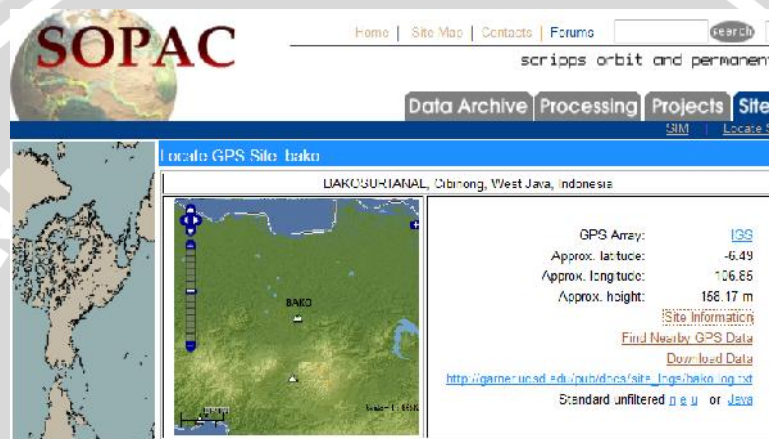 SOPAC
Home | Site Map | Contacts | Forums search
scripps orbit and permanent
Data Archive Processing Projects Site
SIM | Locate S
Locate GPS Site bako
BAKOSURTANAL, Cibinong, West Java, Indonesia
BAKO
GPS Array: IGS
Approx. latitude: -6.49
Approx. longitude: 106.85
Approx. height: 158.17 m
Site Information
Find Nearby GPS Data
Download Data
http://garner.ucsd.edu/pub/docs/site_logs/bako.log.txt
Standard unfiltered n e u or Java